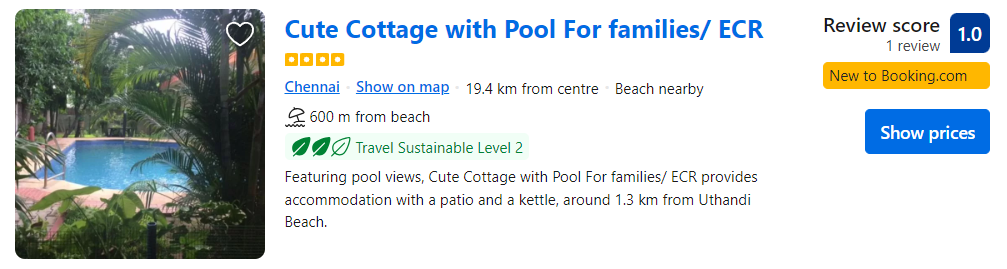 Cute Cottage with Pool For families/ ECR
Chennai Show on map 19.4 km from centre Beach nearby
600 m from beach
Travel Sustainable Level 2
Featuring pool views, Cute Cottage with Pool For families/ ECR provides
accommodation with a patio and a kettle, around 1.3 km from Uthandi
Beach.
Review score 1.0
1 review
New to Booking.com
Show prices